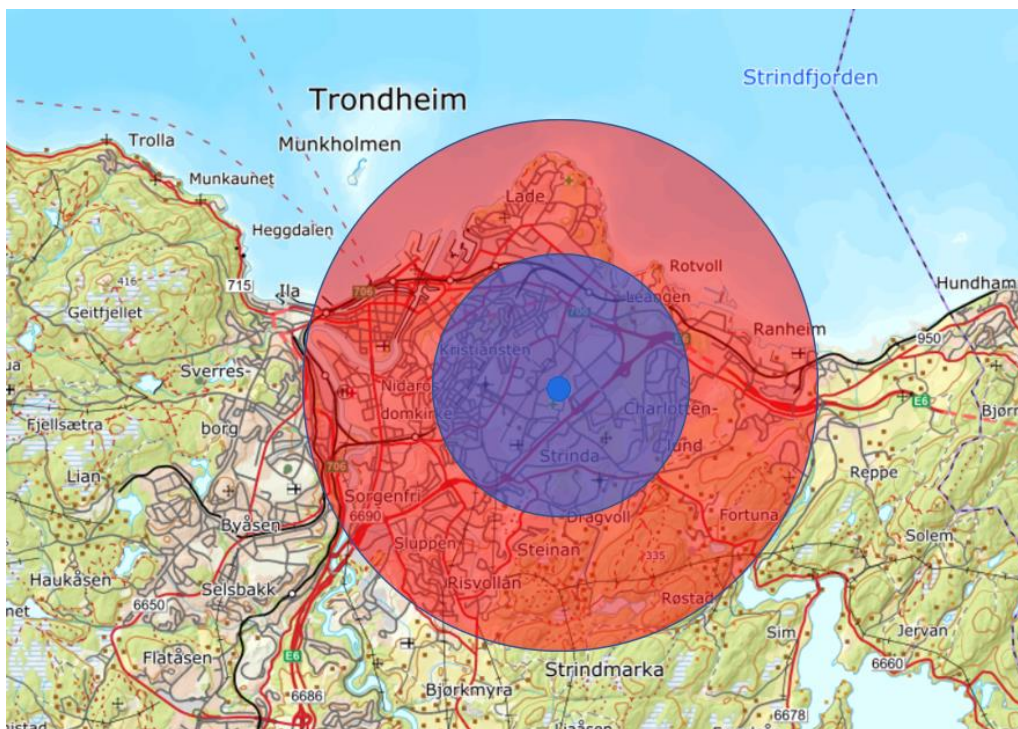 Strindfjorden
Trondheim
Trolla
Munkholmen
Munkaunet
Lade
Heggdalen
Rotvoll
416
715
Ila
706
Leangen
Hundham
Geitfjellet
706
Ranheim
950
Kristiansten
Sverres-
borg
Nidaros
domkirke
Charlotten-
lund
E6
Bjørr
Fjellsætra
Strinda
Lian
706
Reppe
Sorgenfri
6690
Dragvoll
Fortuna
Byåsen
Sluppen
Steinan
335
Solem
Haukåsen
Selsbakk
Risvollan
Røstad
6650
Sim
Jervan
Flatåsen
E6
Strindmarka
6660
6686
Bjørkmyra
6678